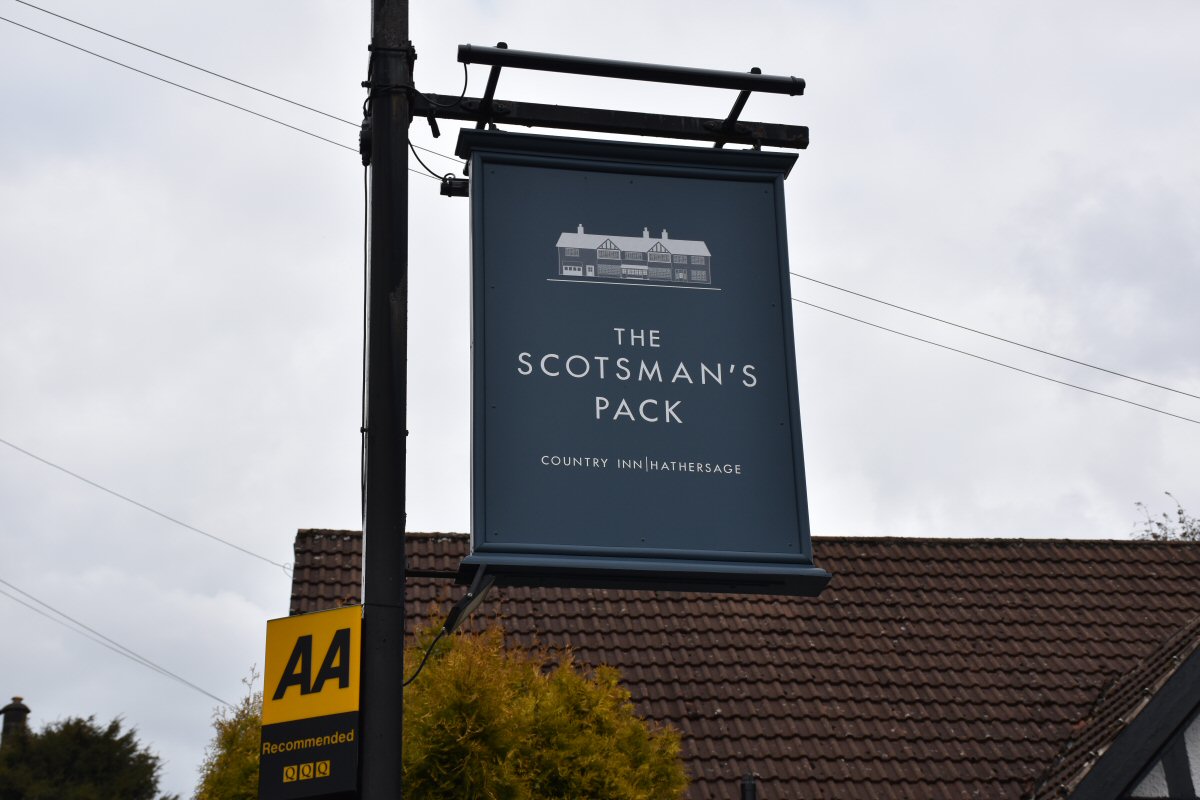 THE
SCOTSMAN'S
PACK
COUNTRY INN|HATHERSAGE
AA
Recommended
QQQ